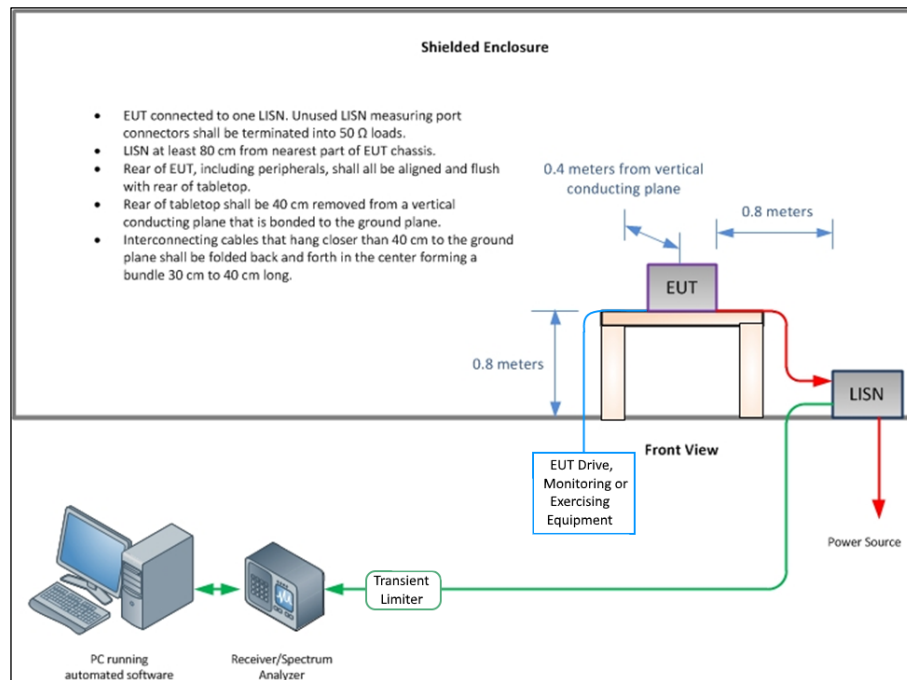 Shielded Enclosure
• EUT connected to one LISN. Unused LISN measuring port
connectors shall be terminated into 50 Ω loads.
• LISN at least 80 cm from nearest part of EUT chassis.
• Rear of EUT, including peripherals, shall all be aligned and flush
with rear of tabletop.
• Rear of tabletop shall be 40 cm removed from a vertical
conducting plane that is bonded to the ground plane.
• Interconnecting cables that hang closer than 40 cm to the ground
plane shall be folded back and forth in the center forming a
bundle 30 cm to 40 cm long.
0.4 meters from vertical
conducting plane
0.8 meters
EUT
0.8 meters
LISN
Front View
EUT Drive,
Monitoring or
Exercising
Equipment
Power Source
Transient
Limiter
PC running
automated software
Receiver/Spectrum
Analyzer